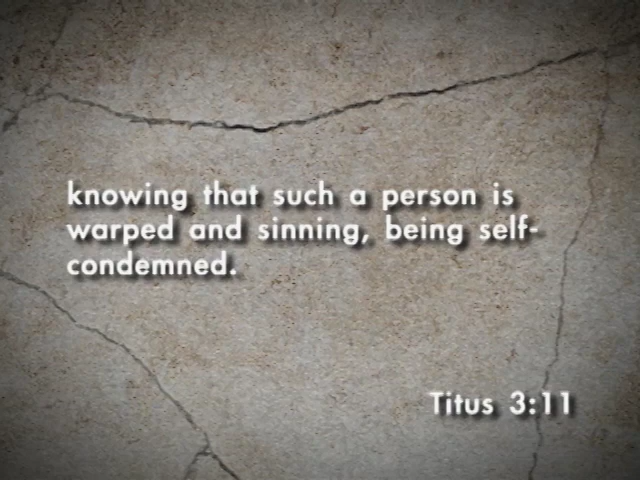 knowing that such a person is
warped and sinning, being self-
condemned.
Titus 3:11